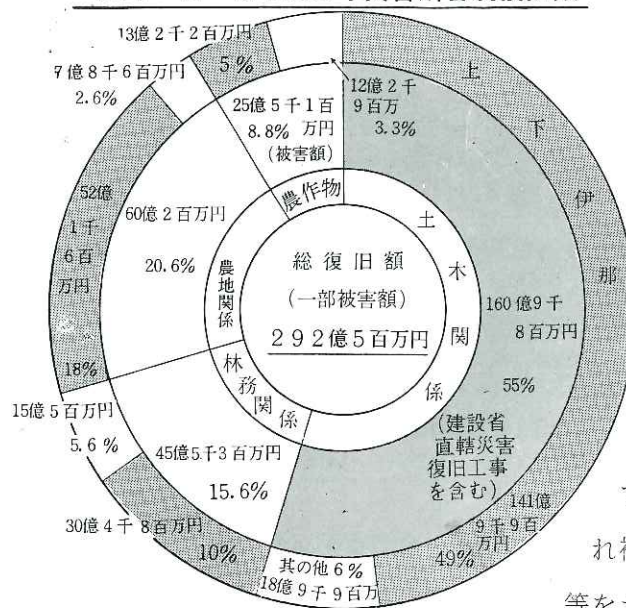 13億2千2百万円
5%
7億8千6百万円
2.6%
12億2千
9百万
3.3%
25億5千1百
万円
8.8%
(被害額)
農作物
上
下
伊
那
52億
1千
6百
万円
18%
60億2百万円
20.6%
農地関係
土
木
関
係
総復旧額
(一部被害額)
292億5百万円
160億9千
8百万円
55%
(建設省
直轄災害
復旧工事
を含む)
林務関係
15億5百万円
5.6%
45億5千3百万円
15.6%
30億4千8百万円
10%
其の他6%
18億9千9百万
141億
9千9百
万円
49%
れ
等を